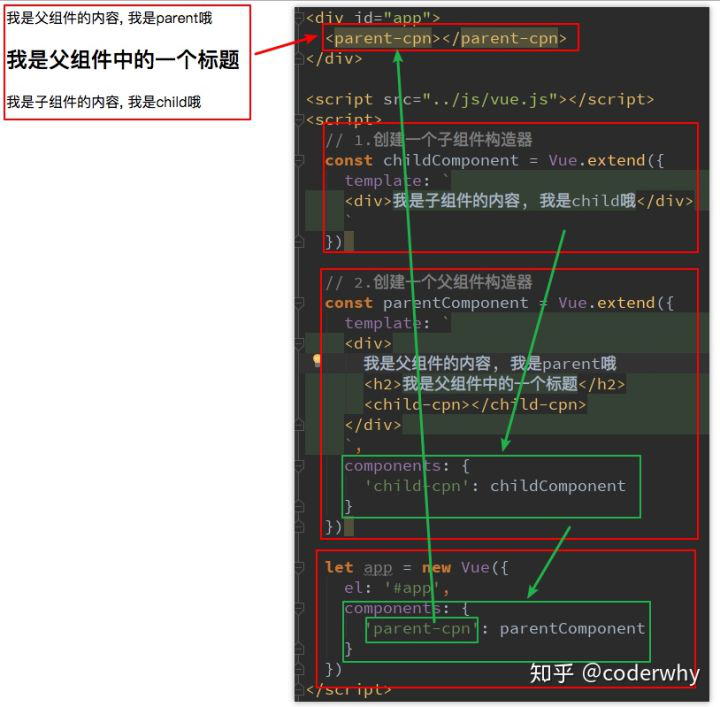 我是父组件的内容, 我是parent哦
我是父组件中的一个标题
我是子组件的内容, 我是child哦
<div id="app">
<parent-cpn></parent-cpn>
</div>
<script src="../js/vue.js"></script>
<script>
// 1.创建一个子组件构造器
const childComponent = Vue.extend({
template: `
<div>我是子组件的内容, 我是child哦</div>
`
})
// 2.创建一个父组件构造器
const parentComponent = Vue.extend({
template: `
<div>
我是父组件的内容, 我是parent哦
<h2>我是父组件中的一个标题</h2>
<child-cpn></child-cpn>
</div>
`,
components: {
'child-cpn': childComponent
}
})
let app = new Vue({
el: '#app',
components: {
'parent-cpn': parentComponent
}
})
</script>
知乎 @coderwhy